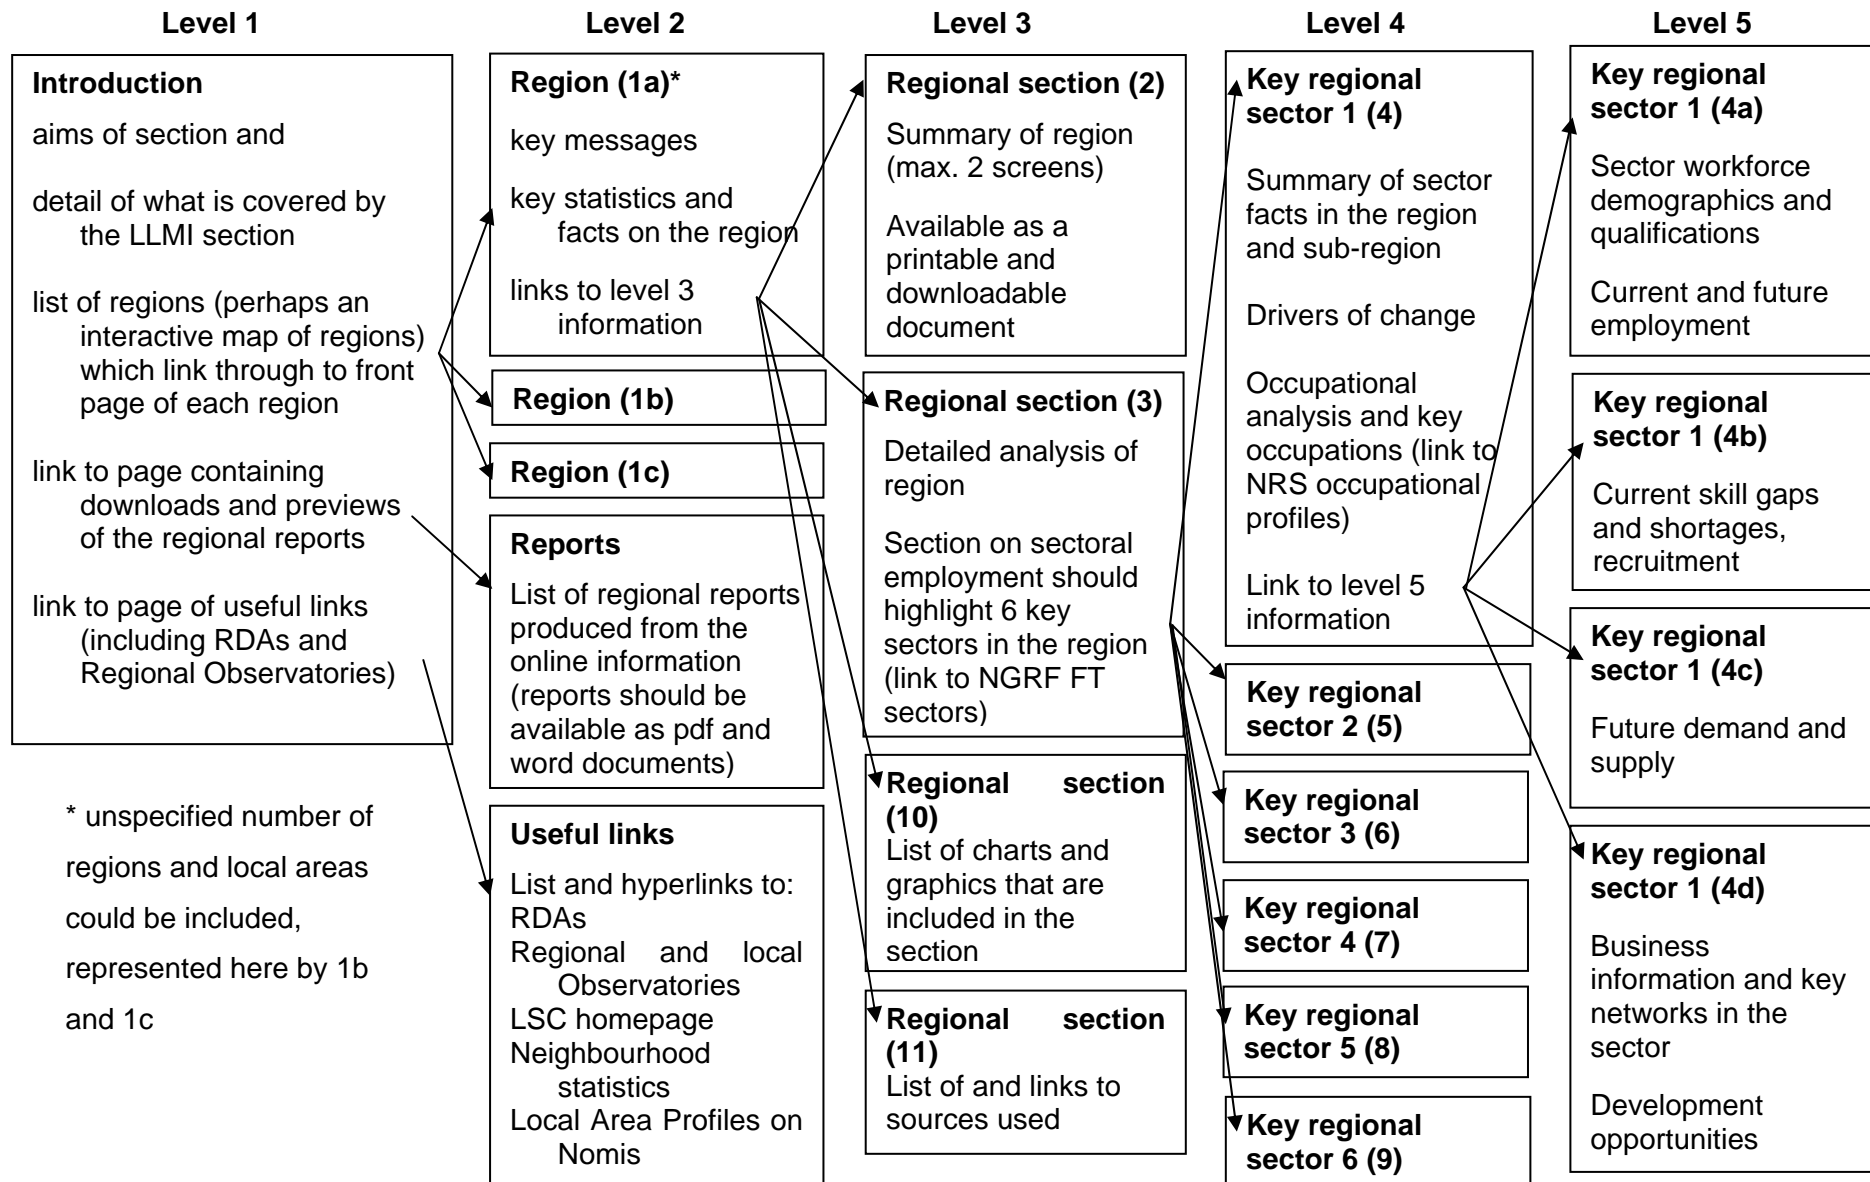 Level 1
Level 2
Level 3
Level 4
Level 5
Introduction
aims of section and
detail of what is covered by
the LLMI section
list of regions (perhaps an
interactive map of regions)
which link through to front
page of each region
link to page containing
downloads and previews
of the regional reports
link to page of useful links
(including RDAs and
Regional Observatories)
* unspecified number of
regions and local areas
could be included,
represented here by 1b
and 1c
Region (1a)*
key messages
key statistics and
facts on the region
links to level 3
information
Region (1b)
Region (1c)
Reports
List of regional reports
produced from the
online information
(reports should be
available as pdf and
word documents)
Useful links
List and hyperlinks to:
RDAs
Regional and local
Observatories
LSC homepage
Neighbourhood
statistics
Local Area Profiles on
Nomis
Regional section (2)
Summary of region
(max. 2 screens)
Available as a
printable and
downloadable
document
Regional section (3)
Detailed analysis of
region
Section on sectoral
employment should
highlight 6 key
sectors in the region
(link to NGRF FT
sectors)
Regional section
(10)
List of charts and
graphics that are
included in the
section
Regional section
(11)
List of and links to
sources used
Key regional
sector 1 (4)
Summary of sector
facts in the region
and sub-region
Drivers of change
Occupational
analysis and key
occupations (link to
NRS occupational
profiles)
Link to level 5
information
Key regional
sector 2 (5)
Key regional
sector 3 (6)
Key regional
sector 4 (7)
Key regional
sector 5 (8)
Key regional
sector 6 (9)
Key regional
sector 1 (4a)
Sector workforce
demographics and
qualifications
Current and future
employment
Key regional
sector 1 (4b)
Current skill gaps
and shortages,
recruitment
Key regional
sector 1 (4c)
Future demand and
supply
Key regional
sector 1 (4d)
Business
information and key
networks in the
sector
Development
opportunities